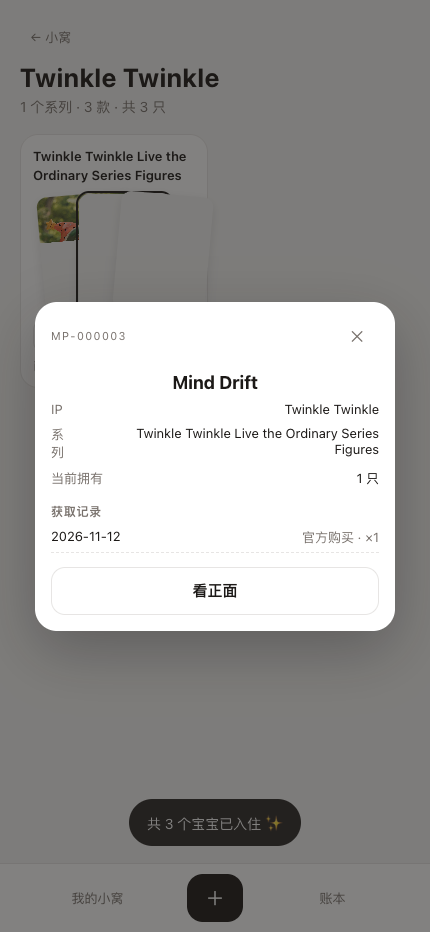 ← 小窝
Twinkle Twinkle
1 个系列 · 3 款 · 共 3 只
Twinkle Twinkle Live the
Ordinary Series Figures
MP-000003
Mind Drift
IP
Twinkle Twinkle
系
列
Twinkle Twinkle Live the Ordinary Series
Figures
当前拥有
1 只
获取记录
2026-11-12
官方购买 · ×1
看正面
共 3 个宝宝已入住 ✨
我的小窝
+
账本